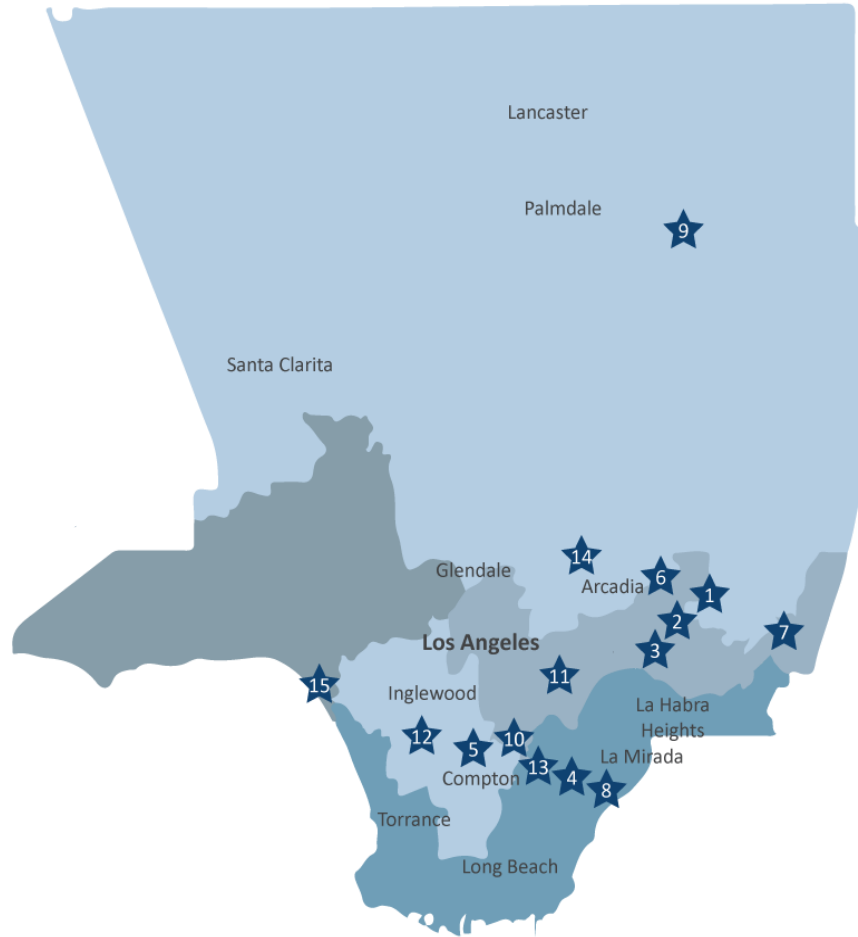 Lancaster
Palmdale
9
Santa Clarita
14
Glendale
Arcadia
6
1
2
7
Los Angeles
3
11
15
Inglewood
La Habra
Heights
12
5
10
La Mirada
13
4
Compton
8
Torrance
Long Beach